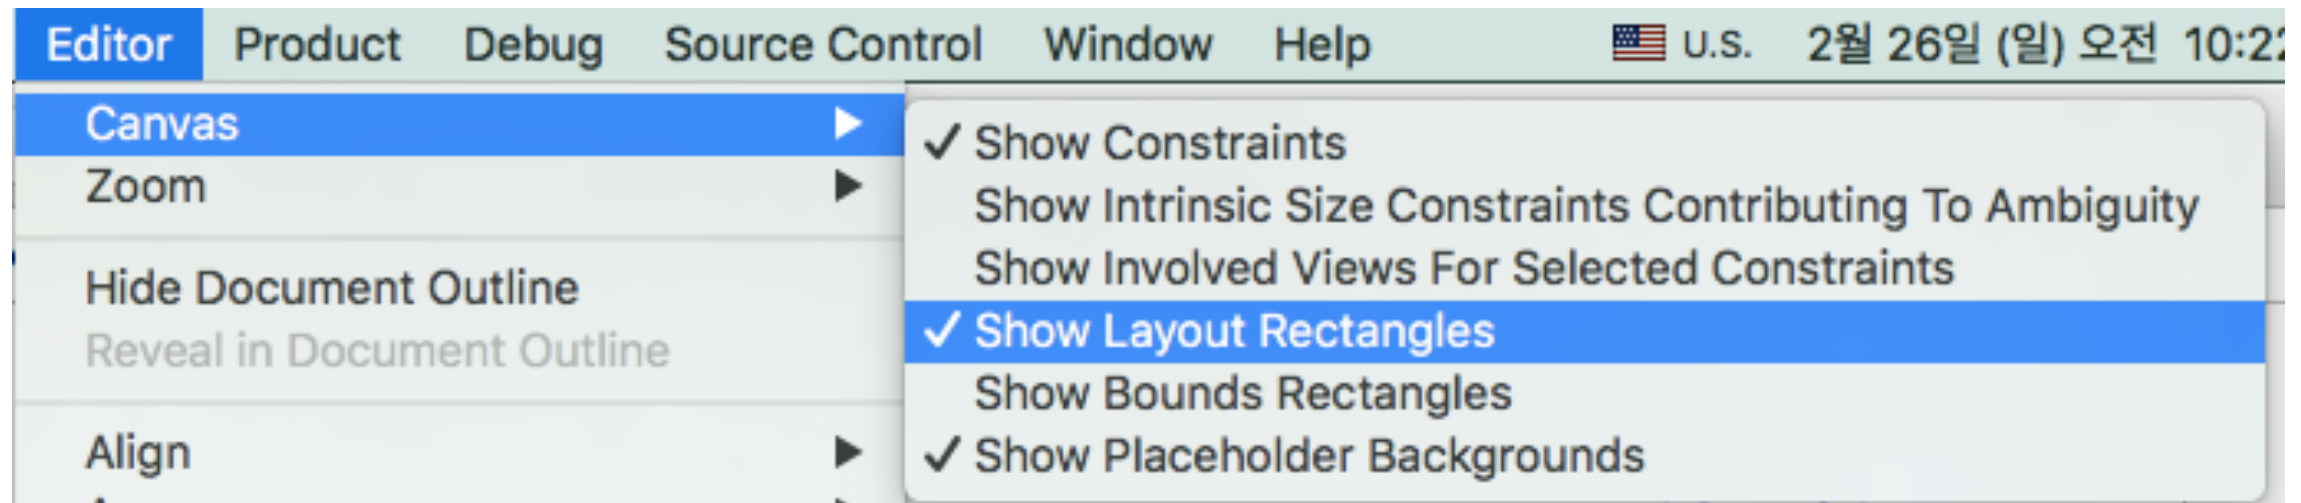 Editor Product Debug Source Control Window Help U.S. 2월 26일 (일) 오전 10:22
Canvas
Zoom
Hide Document Outline
Reveal in Document Outline
Align
✓ Show Constraints
Show Intrinsic Size Constraints Contributing To Ambiguity
Show Involved Views For Selected Constraints
✓ Show Layout Rectangles
Show Bounds Rectangles
✓ Show Placeholder Backgrounds